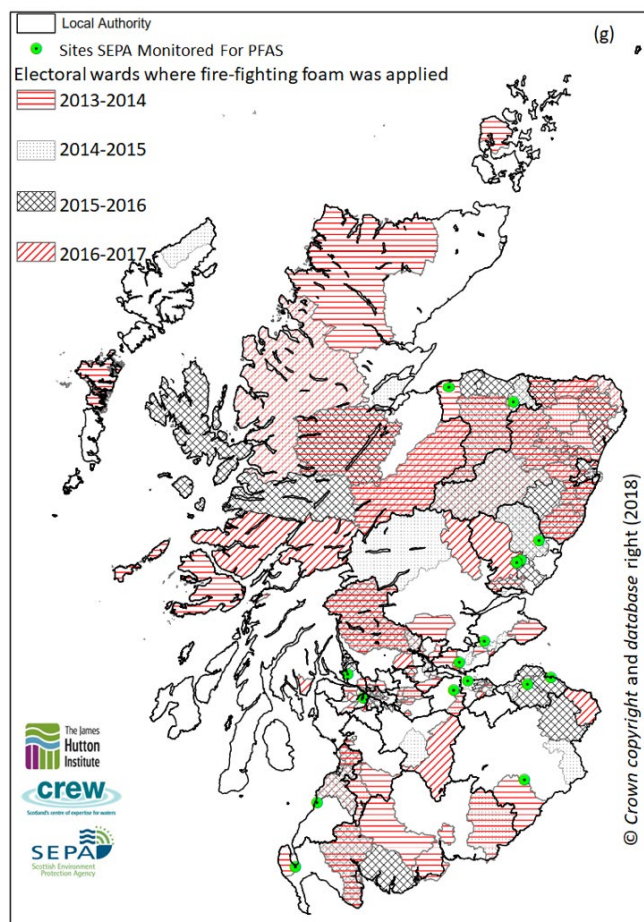 Local Authority
(g)
Sites SEPA Monitored For PFAS
Electoral wards where fire-fighting foam was applied
2013-2014
2014-2015
2015-2016
2016-2017
The James
Hutton
Institute
crew
Scotland's centre of expertise for waters
SEPA
Scottish Environment
Protection Agency
© Crown copyright and database right (2018)